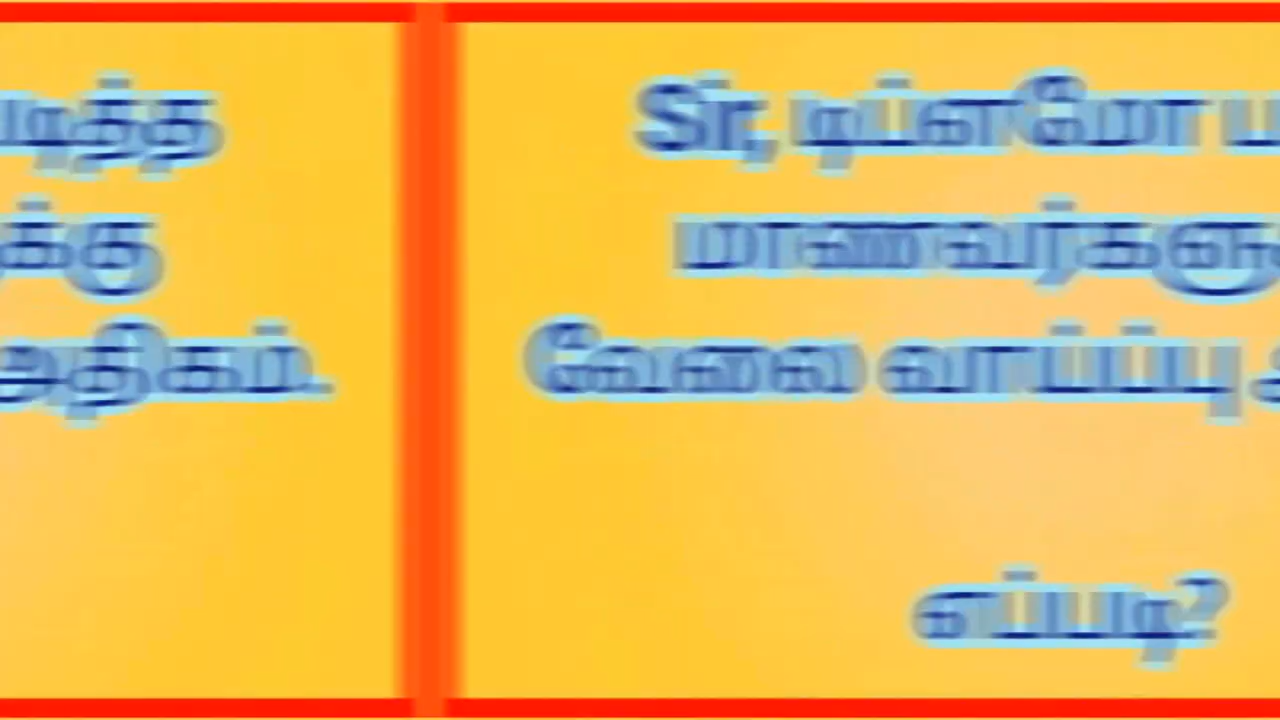 டித்த
க்கு
அதிகம்.
Sir, டிப்ளமோ
மாணவர்களு
வேலை வாய்ப்பு
எப்படி?